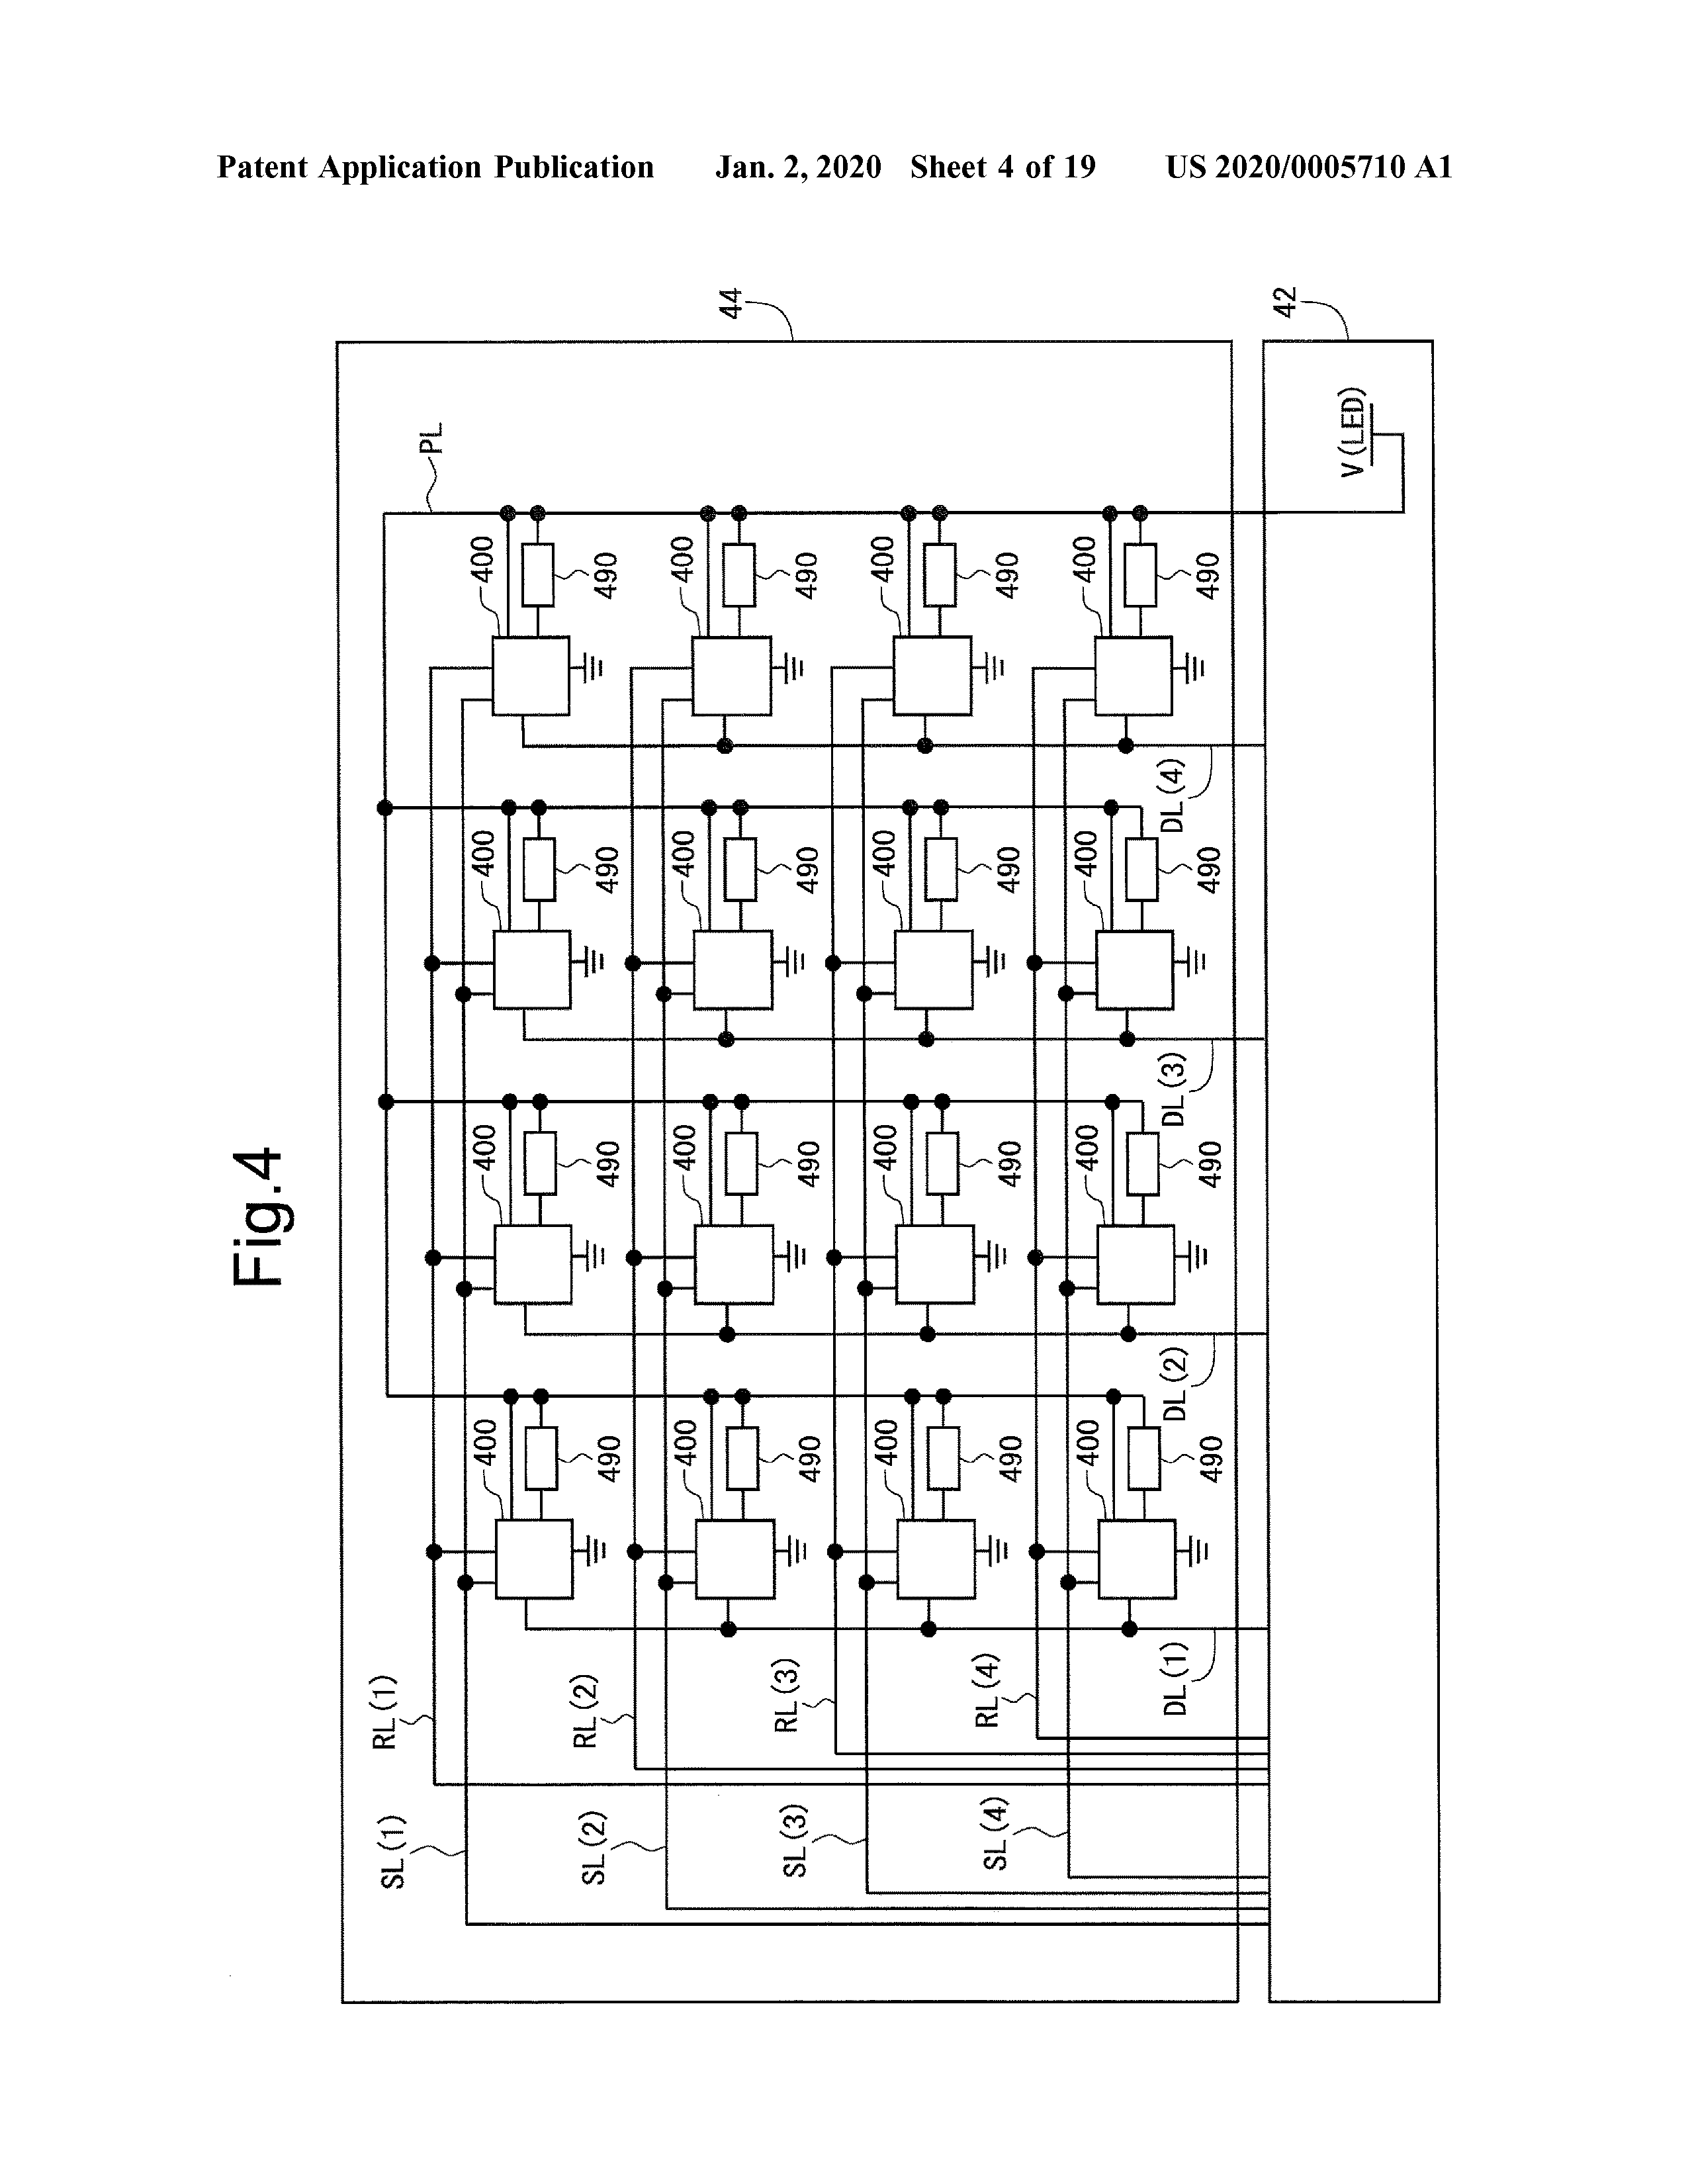 Patent Application Publication Jan. 2, 2020 Sheet 4 of 19 US 2020/0005710 A1
Fig.4
44
PL
400 400 400 400
490 490 490 490
400 400 400 400
490 490 490 490
400 400 400 400
490 490 490 490
400 400 400 400
490 490 490 490
RL(1)
RL(2)
RL(3)
RL(4)
SL(1)
SL(2)
SL(3)
SL(4)
DL(1)
DL(2)
DL(3)
DL(4)
42
V(LED)